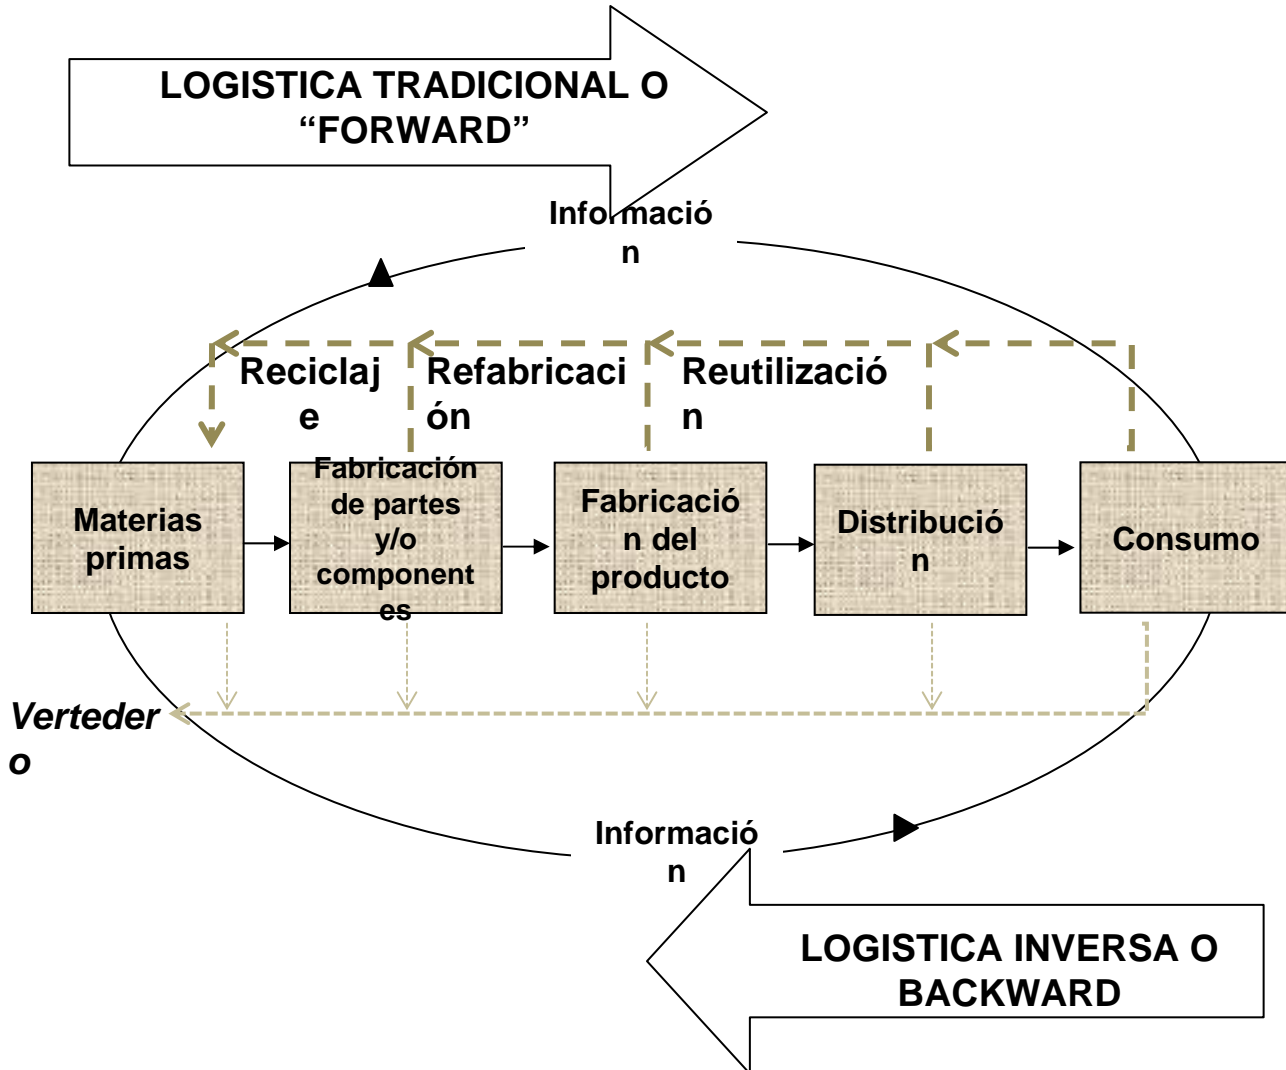 LOGISTICA TRADICIONAL O
“FORWARD”
Informació
n
Reciclaj
e
Refabricaci
ón
Reutilizació
n
Materias
primas
Fabricación
de partes
y/o
component
es
Fabricació
n del
producto
Distribució
n
Consumo
Verteder
o
Informació
n
LOGISTICA INVERSA O
BACKWARD